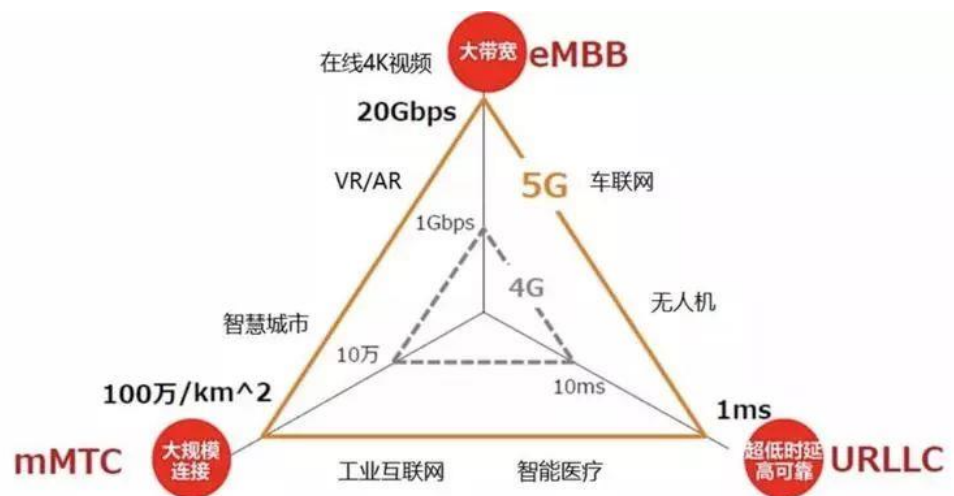 大带宽
eMBB
在线4K视频
20Gbps
VR/AR
5G
车联网
1Gbps
4G
无人机
智慧城市
10万
10ms
100万/km^2
1ms
mMTC
大规模
连接
工业互联网
智能医疗
超低时延
高可靠
URLLC